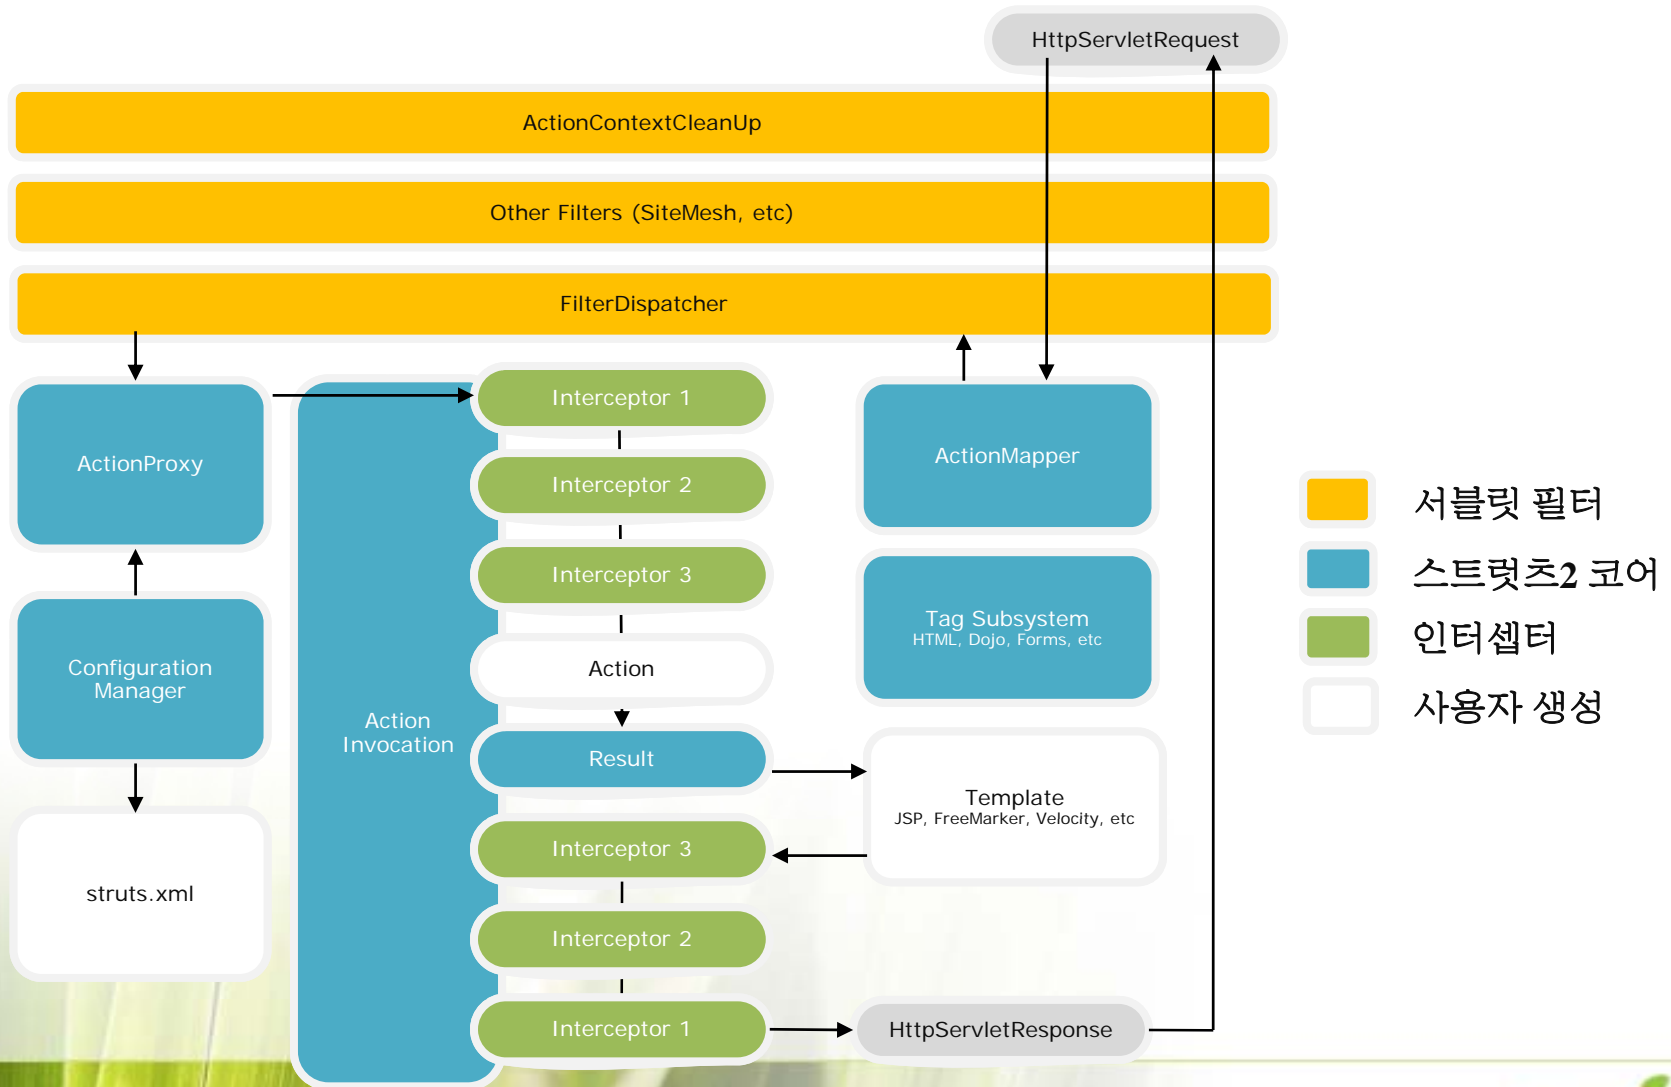 HttpServletRequest
ActionContextCleanUp
Other Filters (SiteMesh, etc)
FilterDispatcher
ActionProxy
Configuration
Manager
struts.xml
Action
Invocation
Interceptor 1
Interceptor 2
Interceptor 3
Action
Result
Interceptor 3
Interceptor 2
Interceptor 1
ActionMapper
Tag Subsystem
HTML, Dojo, Forms, etc
Template
JSP, FreeMarker, Velocity, etc
HttpServletResponse
서블릿 필터
스트럿츠2 코어
인터셉터
사용자 생성